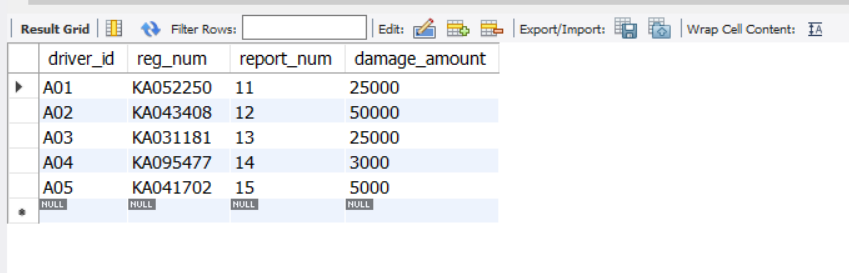 Result Grid Filter Rows: Edit: Export/Import: Wrap Cell Content: IA
driver_id reg_num report_num damage_amount
A01 KA052250 11 25000
A02 KA043408 12 50000
A03 KA031181 13 25000
A04 KA095477 14 3000
A05 KA041702 15 5000
NULL NULL NULL NULL